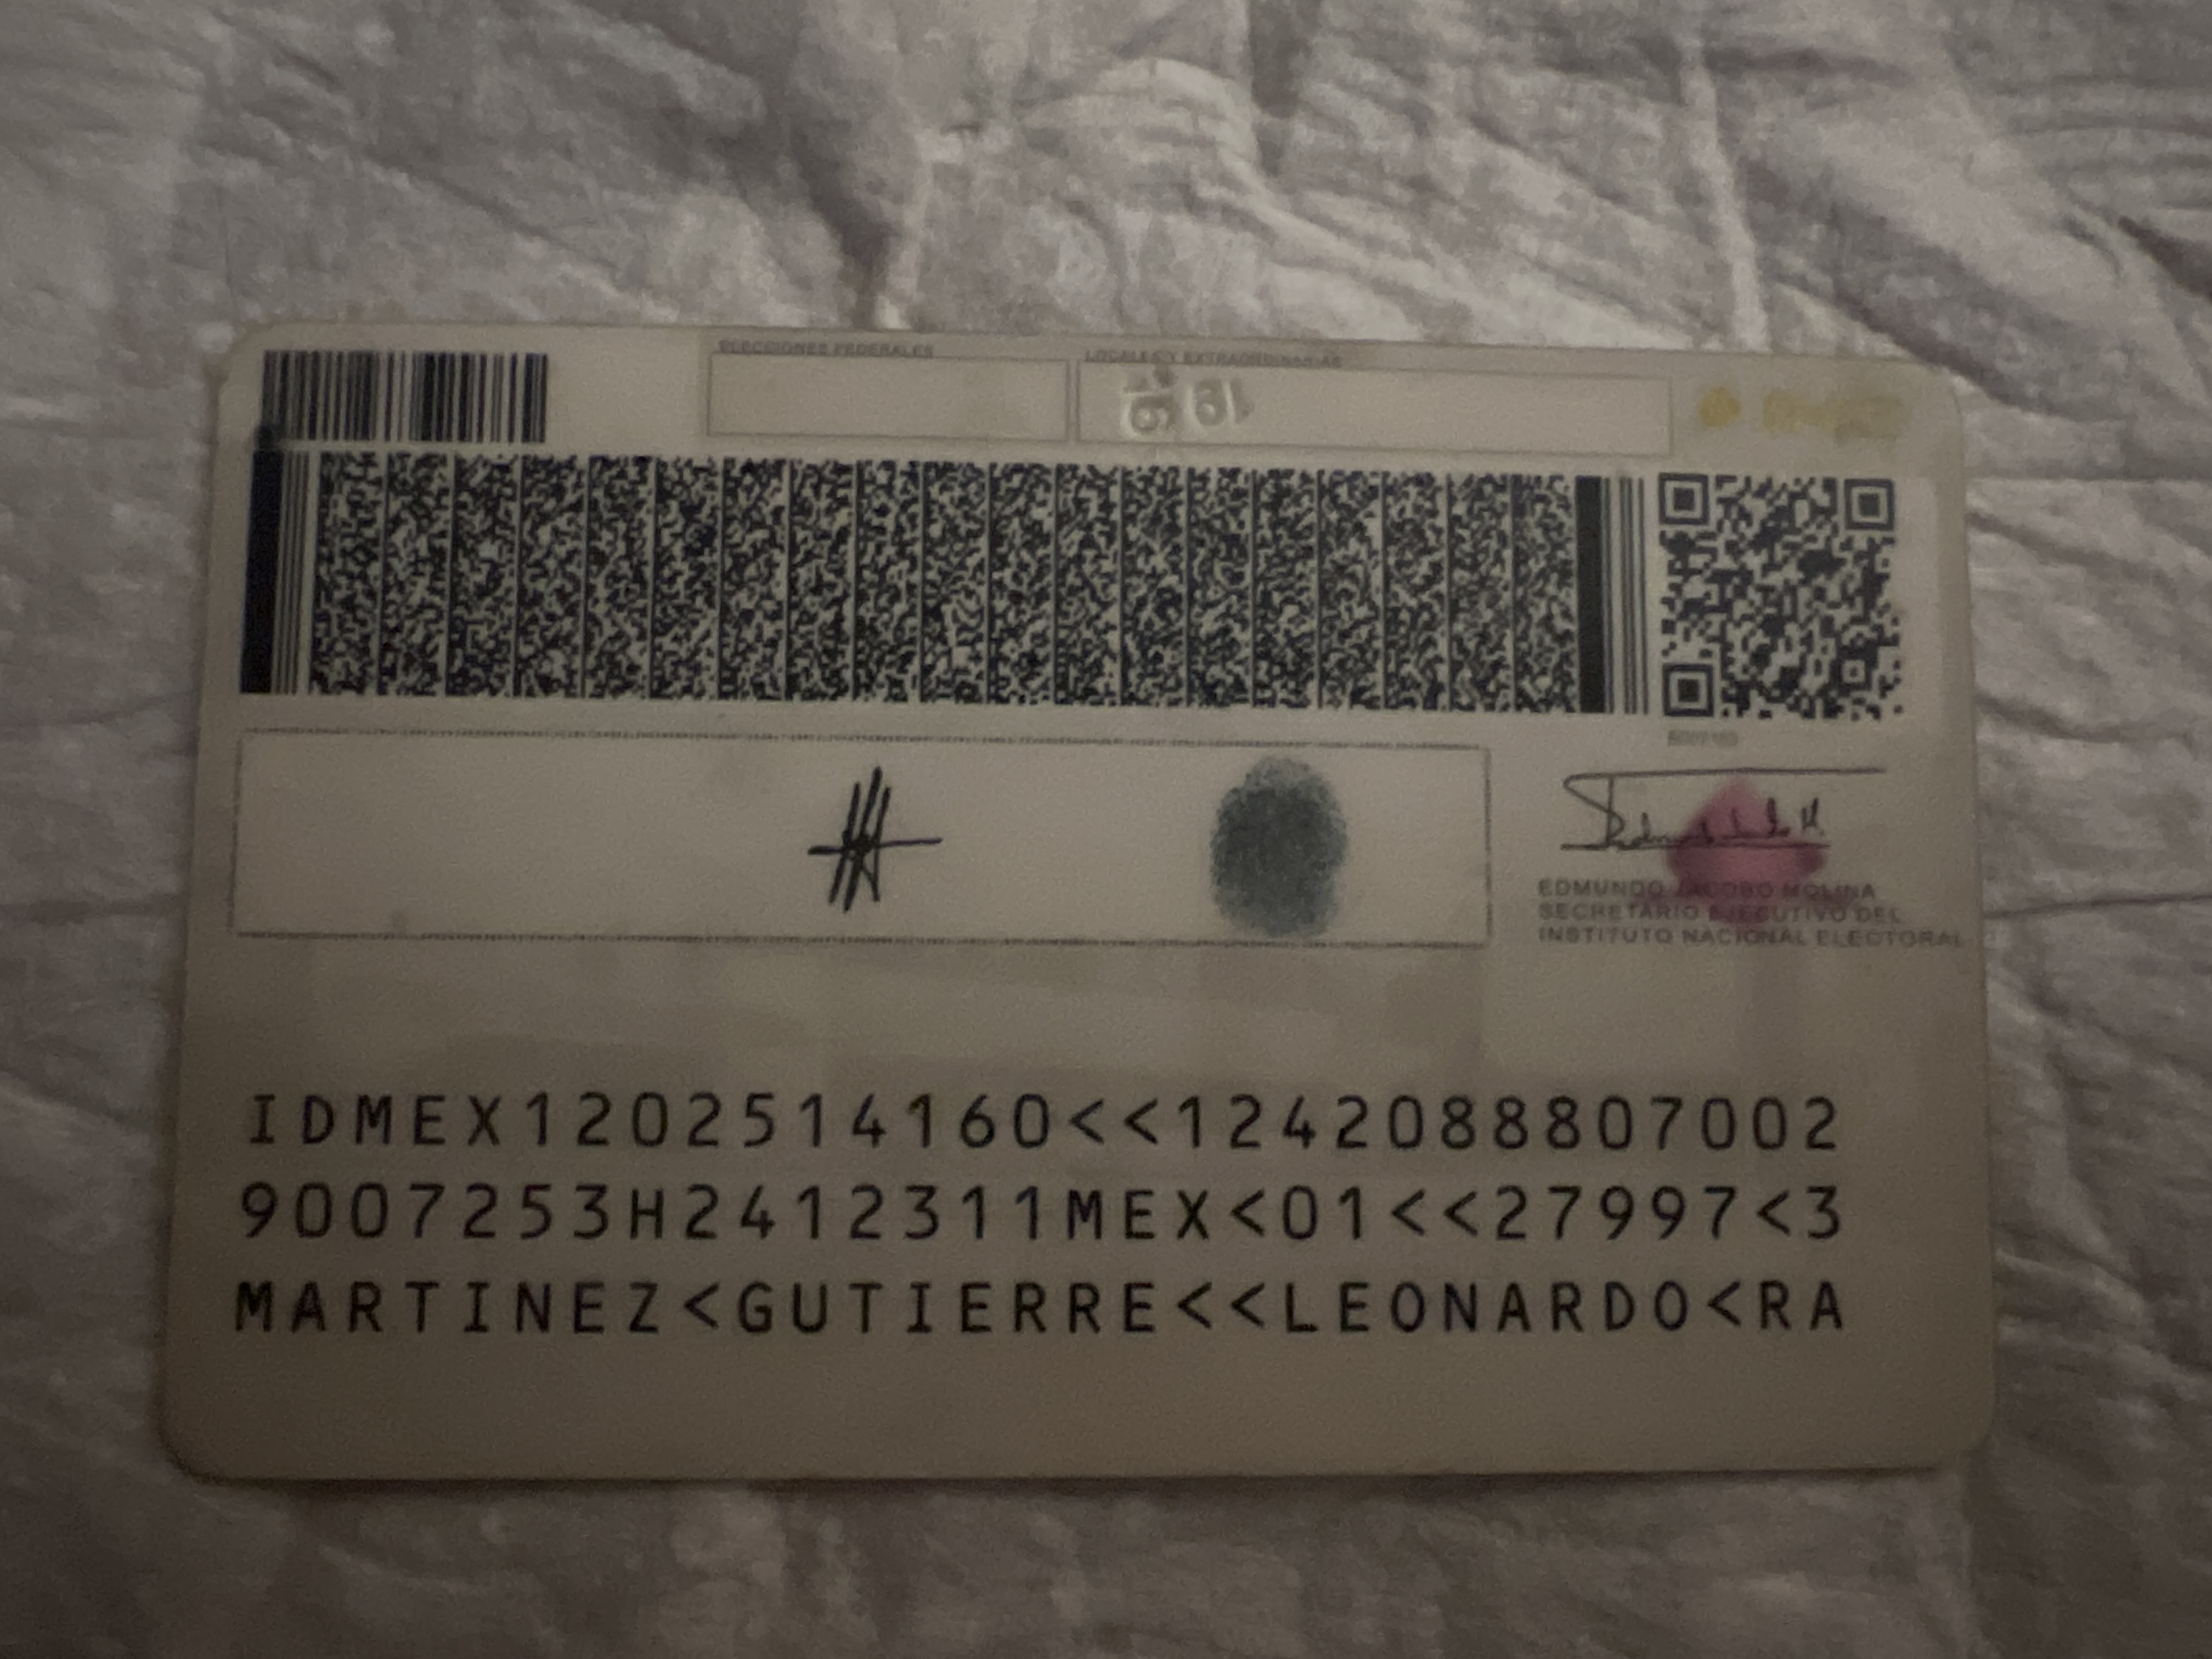 ELECCIONES FEDERALES
LOCALES Y EXTRAORDINARIAS
19
EDMUNDO JACOBO MOLINA
SECRETARIO EJECUTIVO DEL
INSTITUTO NACIONAL ELECTORAL
IDMEX1202514160<<1242088807002
9007253H2412311MEX<01<<27997<3
MARTINEZ<GUTIERRE<<LEONARDO<RA